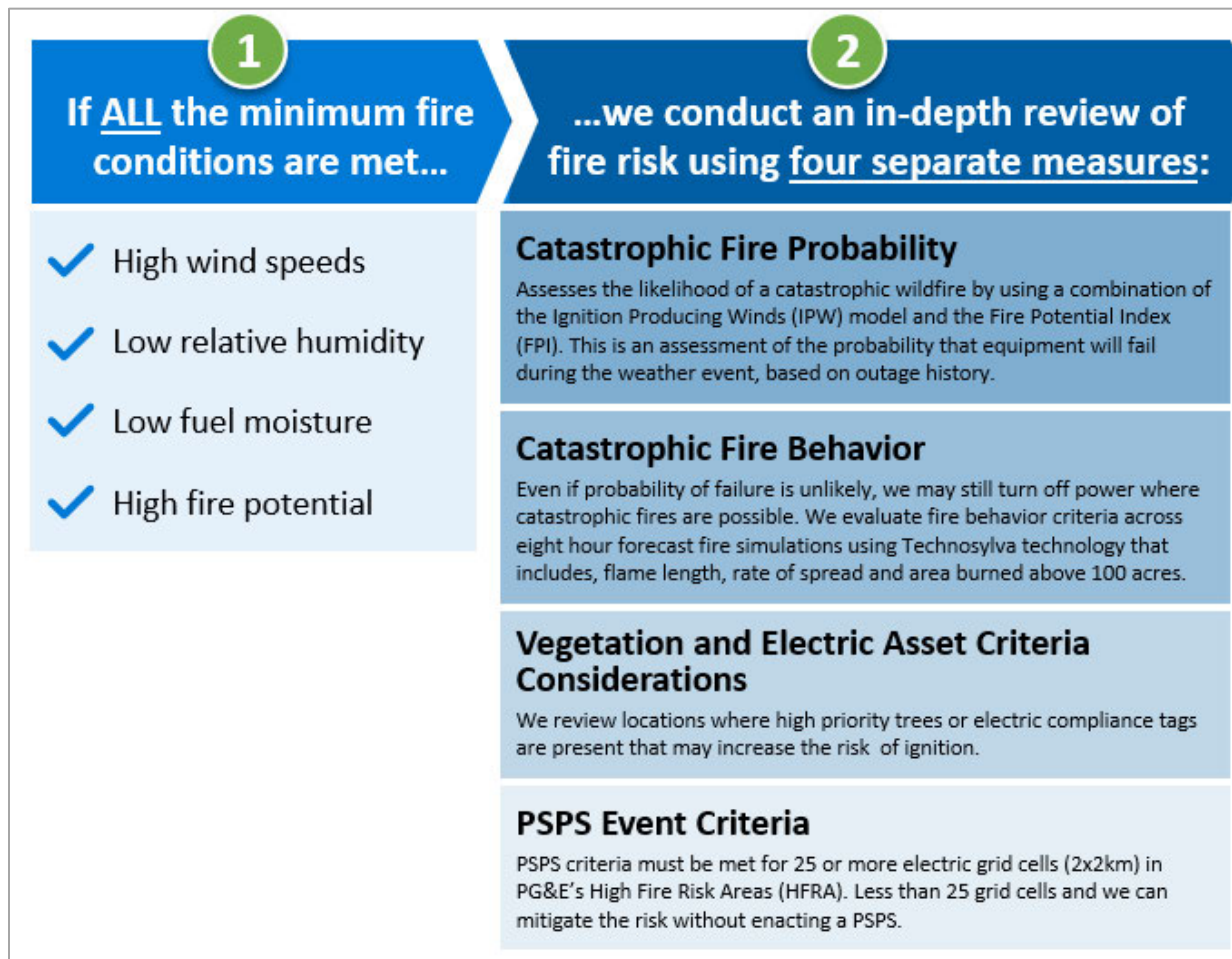 1
If ALL the minimum fire
conditions are met...
High wind speeds
Low relative humidity
Low fuel moisture
High fire potential
2
...we conduct an in-depth review of
fire risk using four separate measures:
Catastrophic Fire Probability
Assesses the likelihood of a catastrophic wildfire by using a combination of
the Ignition Producing Winds (IPW) model and the Fire Potential Index
(FPI). This is an assessment of the probability that equipment will fail
during the weather event, based on outage history.
Catastrophic Fire Behavior
Even if probability of failure is unlikely, we may still turn off power where
catastrophic fires are possible. We evaluate fire behavior criteria across
eight hour forecast fire simulations using Technosylva technology that
includes, flame length, rate of spread and area burned above 100 acres.
Vegetation and Electric Asset Criteria
Considerations
We review locations where high priority trees or electric compliance tags
are present that may increase the risk of ignition.
PSPS Event Criteria
PSPS criteria must be met for 25 or more electric grid cells (2x2km) in
PG&E's High Fire Risk Areas (HFRA). Less than 25 grid cells and we can
mitigate the risk without enacting a PSPS.